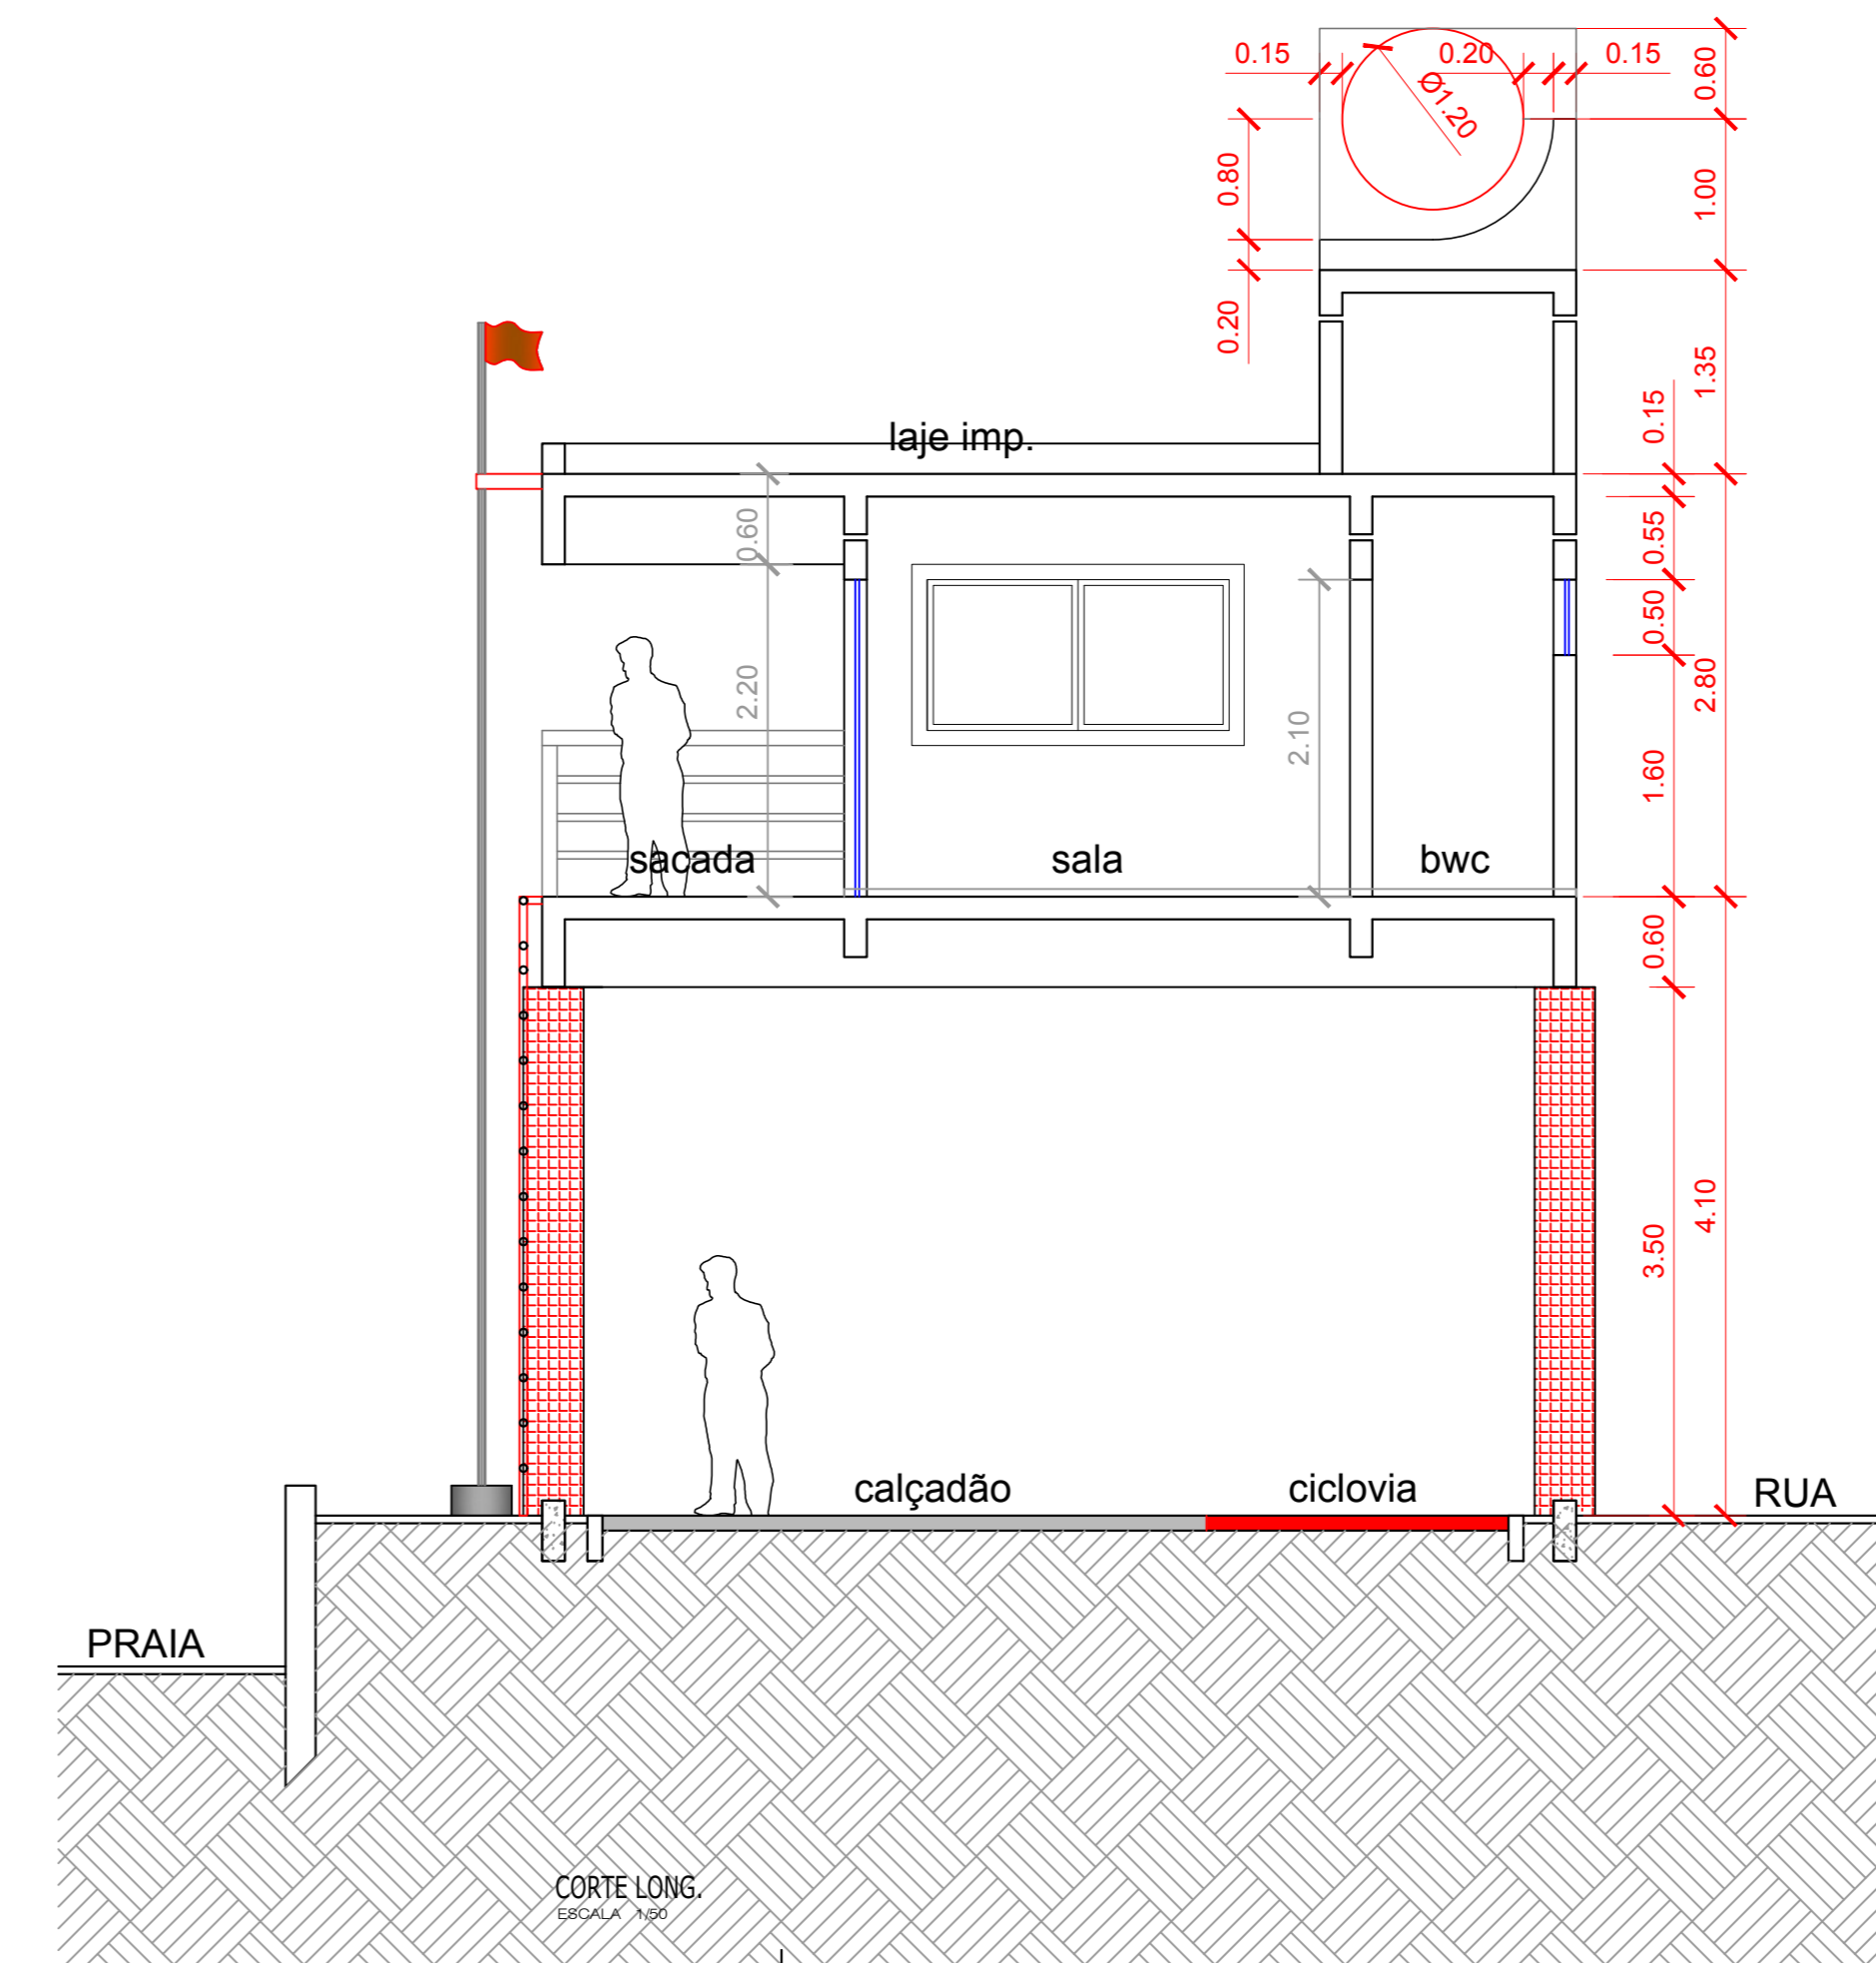 0.15
0.20
0.15
Ø1.20
0.60
0.80
1.00
0.20
1.35
0.15
laje imp.
0.60
0.55
0.50
2.20
2.80
2.10
1.60
sacada
sala
bwc
0.60
4.10
3.50
calçadão
ciclovia
RUA
PRAIA
CORTE LONG.
ESCALA 1/50